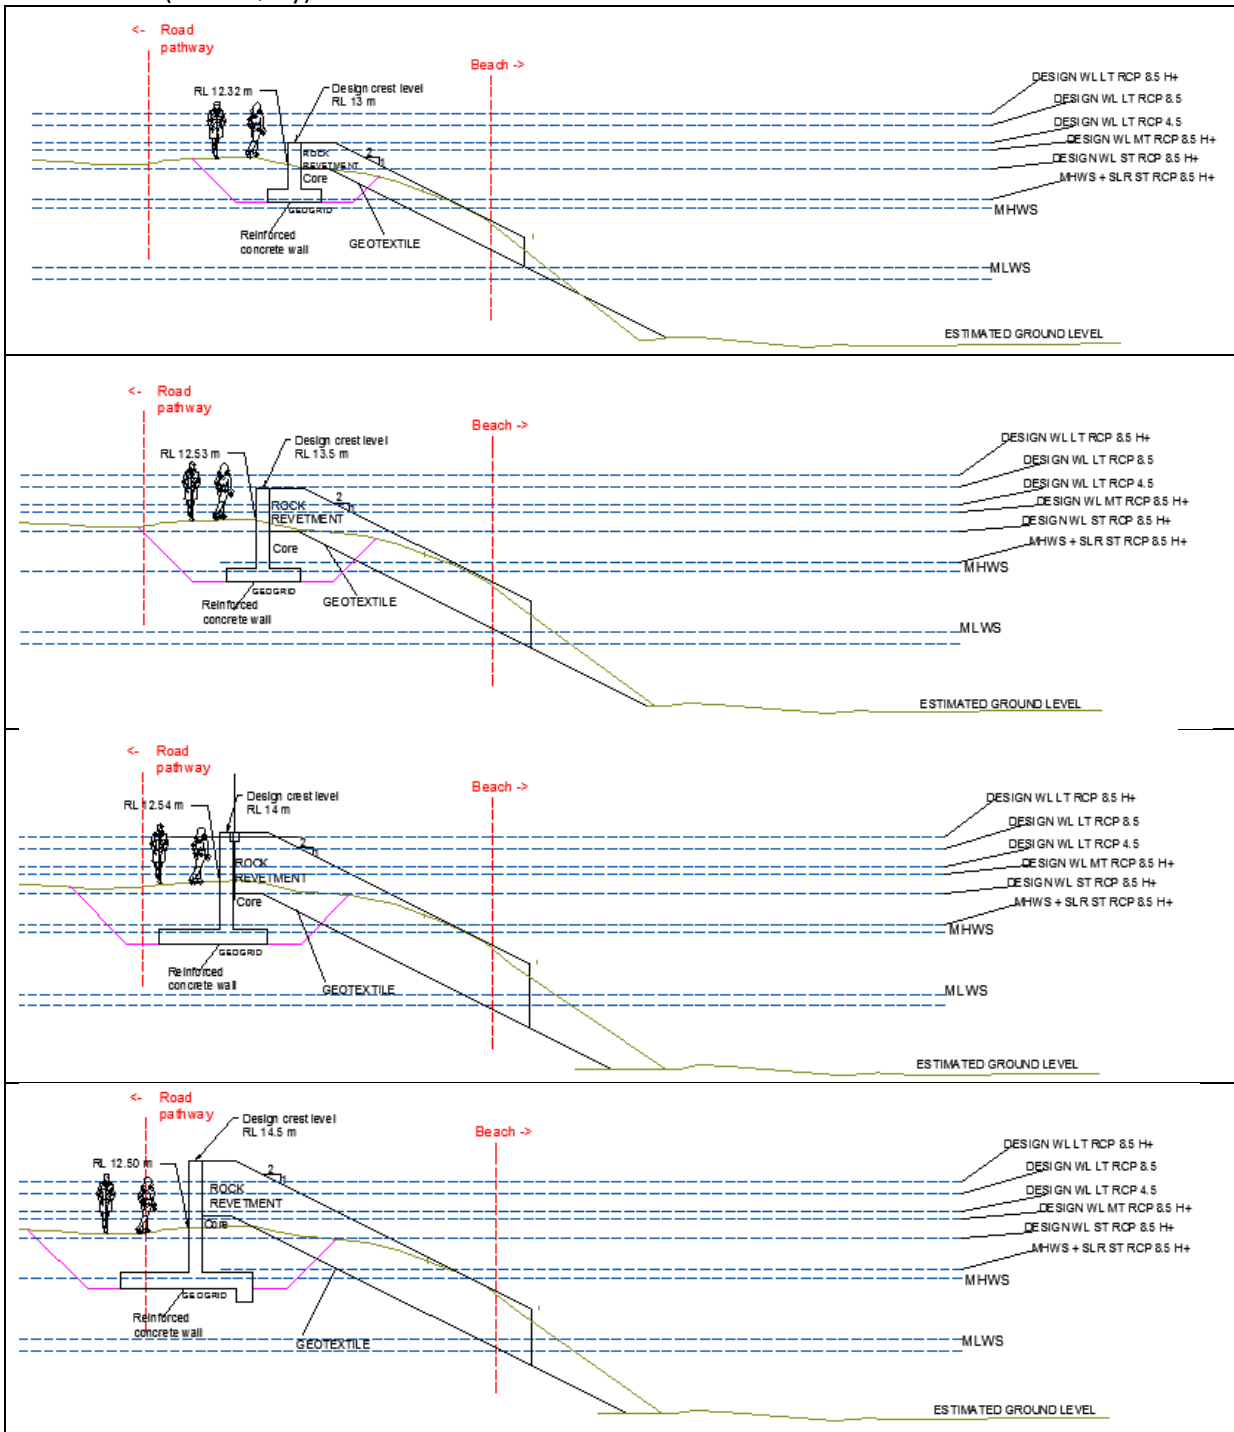 <- Road
pathway
Beach ->
RL 12.32 m
Design crest level
RL 13 m
DESIGN WL LT RCP 8.5 H+
DESIGN WL LT RCP 8.5
DESIGN WL LT RCP 4.5
DESIGN WL MT RCP 8.5 H+
DESIGN WL ST RCP 8.5 H+
MHWS + SLR ST RCP 8.5 H+
MHWS
2
1
ROCK
REVETMENT
Core
GEOGRID
Reinforced
concrete wall
GEOTEXTILE
MLWS
ESTIMATED GROUND LEVEL
<- Road
pathway
Beach ->
RL 12.53 m
Design crest level
RL 13.5 m
DESIGN WL LT RCP 8.5 H+
DESIGN WL LT RCP 8.5
DESIGN WL LT RCP 4.5
DESIGN WL MT RCP 8.5 H+
DESIGN WL ST RCP 8.5 H+
MHWS + SLR ST RCP 8.5 H+
MHWS
2
1
ROCK
REVETMENT
Core
GEOGRID
Reinforced
concrete wall
GEOTEXTILE
MLWS
ESTIMATED GROUND LEVEL
<- Road
pathway
Beach ->
RL 12.54 m
Design crest level
RL 14 m
DESIGN WL LT RCP 8.5 H+
DESIGN WL LT RCP 8.5
DESIGN WL LT RCP 4.5
DESIGN WL MT RCP 8.5 H+
DESIGN WL ST RCP 8.5 H+
MHWS + SLR ST RCP 8.5 H+
MHWS
2
1
ROCK
REVETMENT
Core
GEOGRID
Reinforced
concrete wall
GEOTEXTILE
MLWS
ESTIMATED GROUND LEVEL
<- Road
pathway
Beach ->
RL 12.50 m
Design crest level
RL 14.5 m
DESIGN WL LT RCP 8.5 H+
DESIGN WL LT RCP 8.5
DESIGN WL LT RCP 4.5
DESIGN WL MT RCP 8.5 H+
DESIGN WL ST RCP 8.5 H+
MHWS + SLR ST RCP 8.5 H+
MHWS
2
1
ROCK
REVETMENT
Core
GEOGRID
Reinforced
concrete wall
GEOTEXTILE
MLWS
ESTIMATED GROUND LEVEL